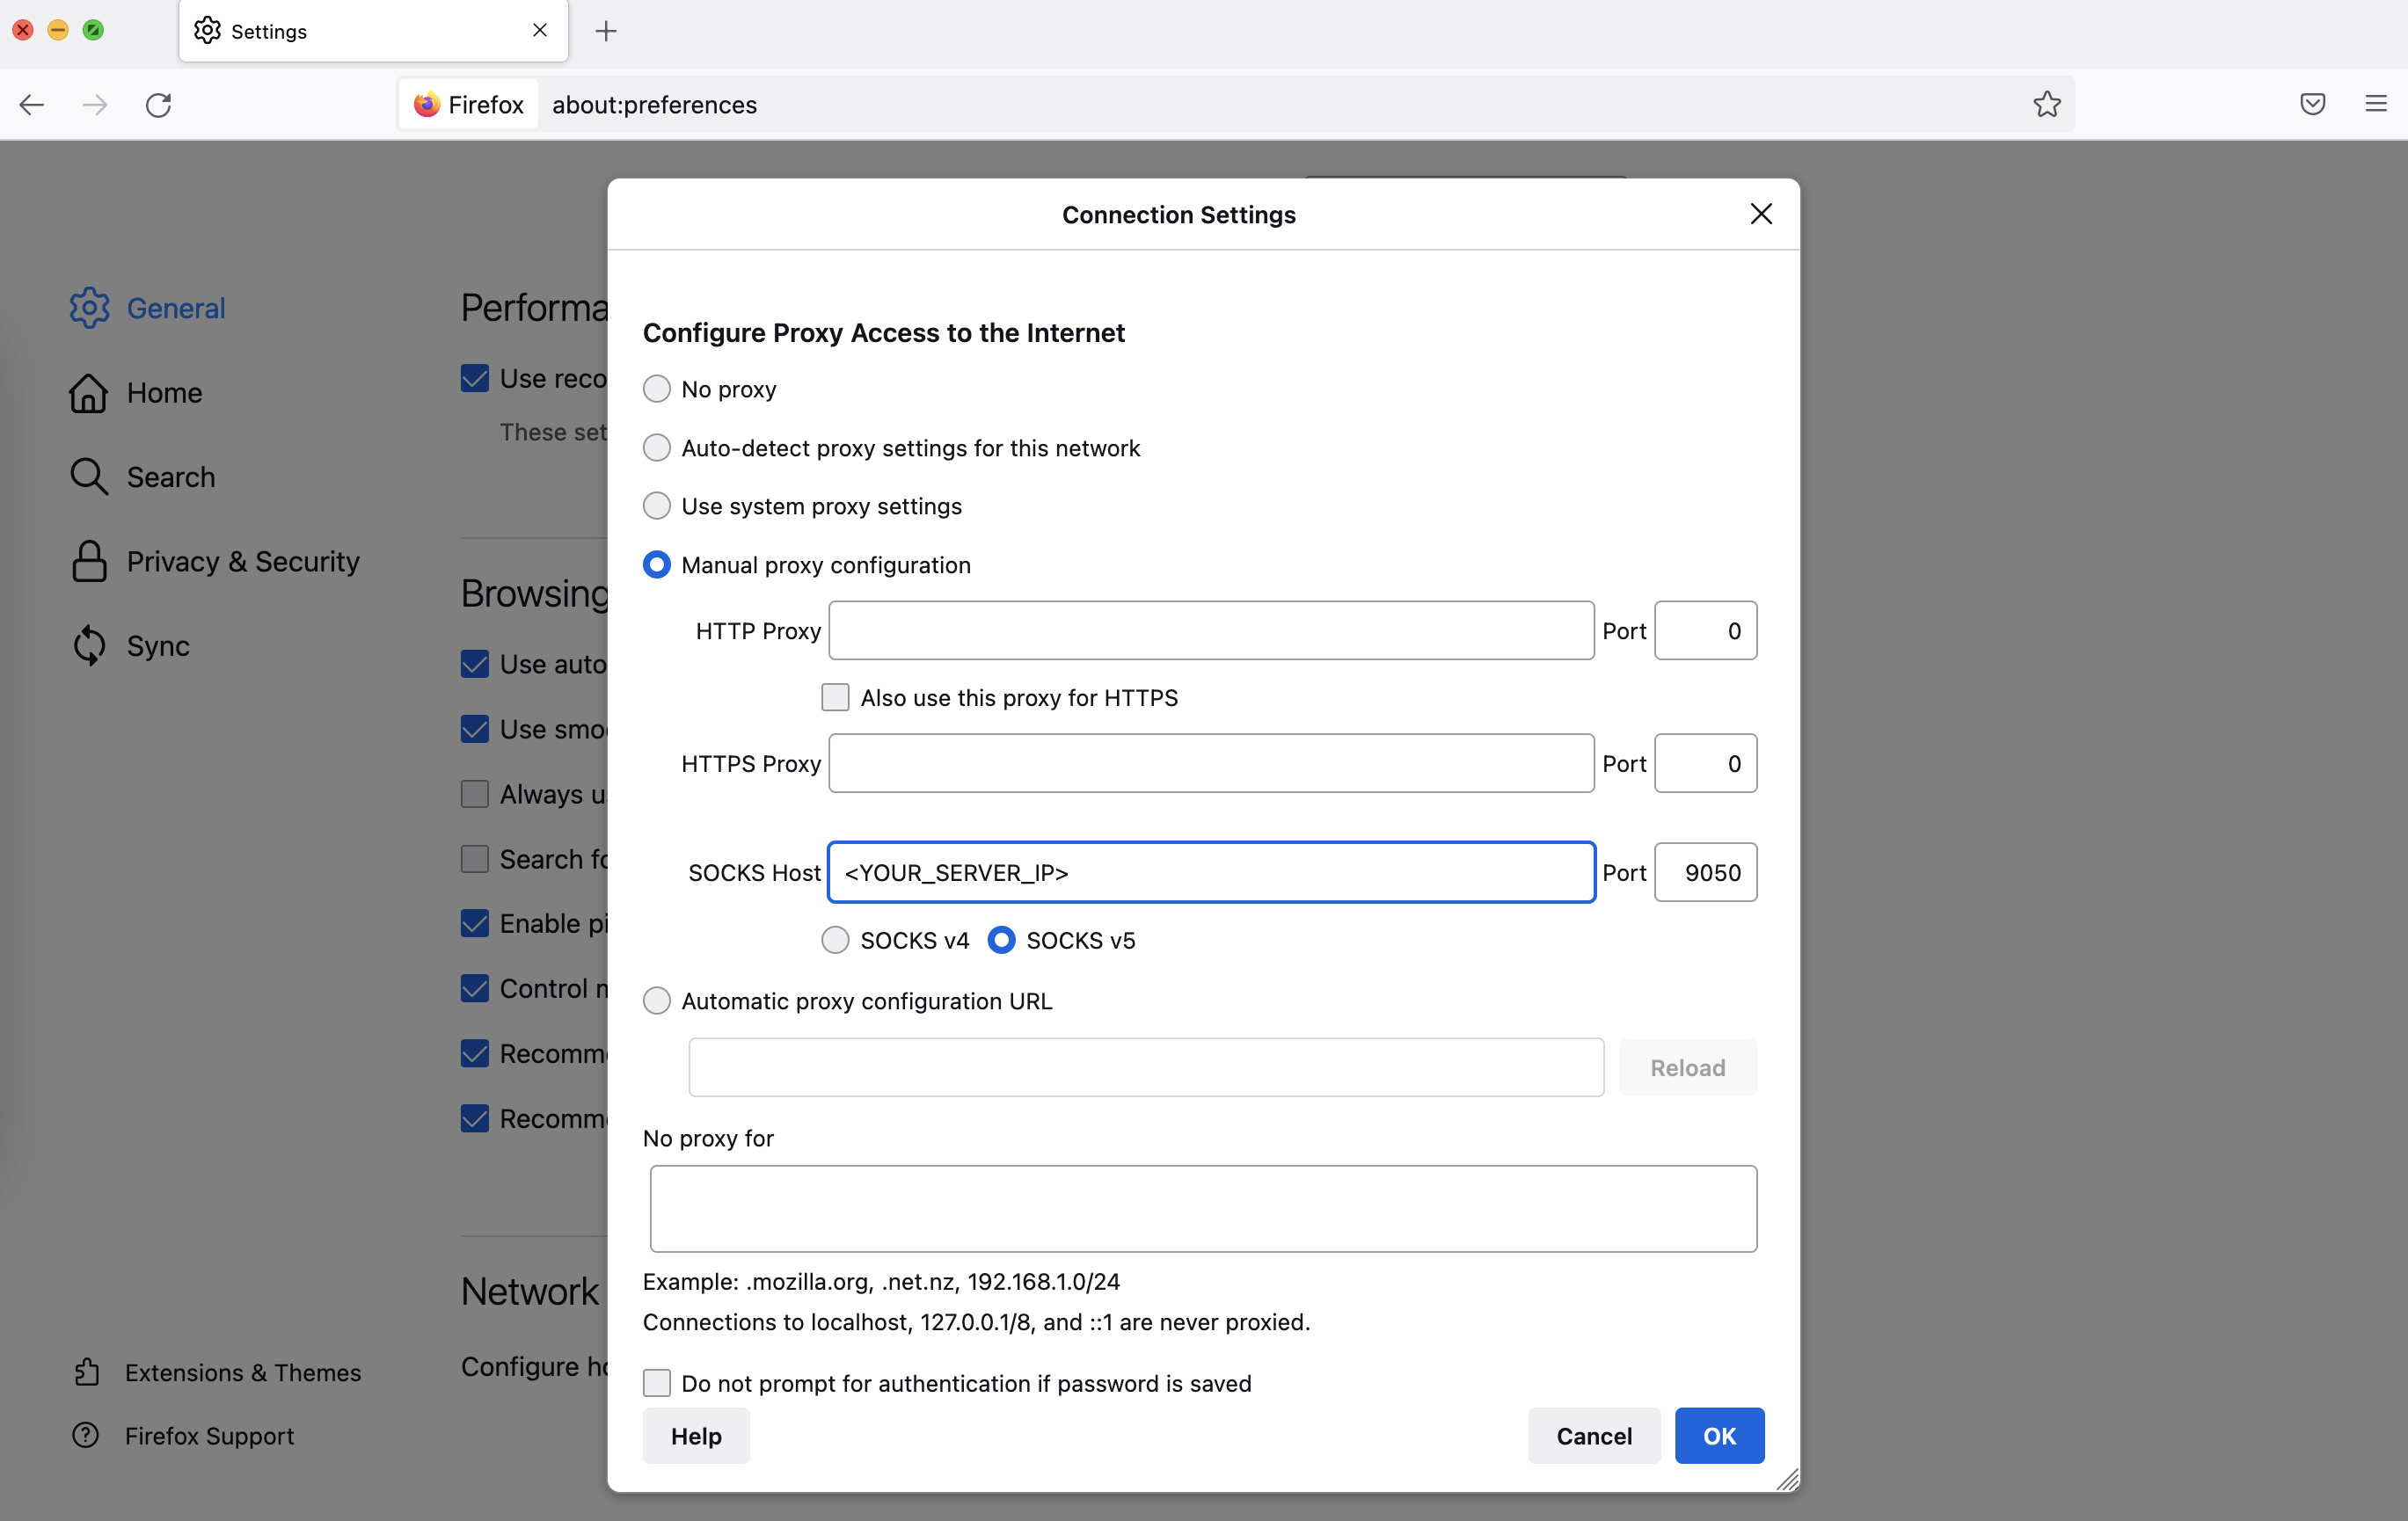 Settings
Firefox about:preferences
Connection Settings
General
Home
Search
Privacy & Security
Sync
Extensions & Themes
Firefox Support
Performa
Use reco
These set
Browsing
Use auto
Use smo
Always u
Search fo
Enable pi
Control m
Recomme
Recomme
Network
Configure ho
Configure Proxy Access to the Internet
No proxy
Auto-detect proxy settings for this network
Use system proxy settings
Manual proxy configuration
HTTP Proxy Port 0
Also use this proxy for HTTPS
HTTPS Proxy Port 0
SOCKS Host <YOUR_SERVER_IP> Port 9050
SOCKS v4 SOCKS v5
Automatic proxy configuration URL
Reload
No proxy for
Example: .mozilla.org, .net.nz, 192.168.1.0/24
Connections to localhost, 127.0.0.1/8, and ::1 are never proxied.
Do not prompt for authentication if password is saved
Help Cancel OK